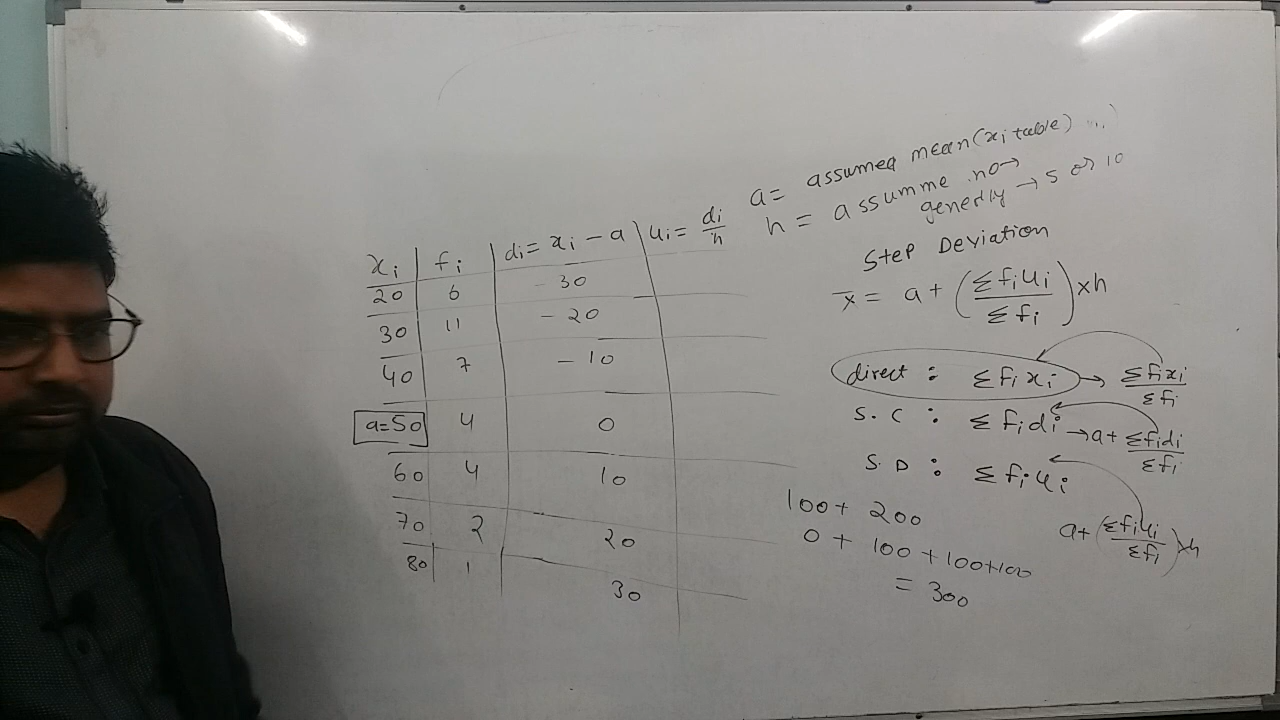 xi | fi | di = xi - a | ui = di/h
20 6 - 30
30 11 - 20
40 7 - 10
a=50 4 0
60 4 10
70 2 20
80 1 30
a = assumed mean (xi table)
h = assumme no →
generlly → 5 or 10
Step Deviation
x̄ = a + (Σfiui / Σfi) × h
direct : Σfixi → Σfixi / Σfi
S.C : Σfidi → a + Σfidi / Σfi
S.D : Σfiui
a + (Σfiui / Σfi) × h
100 + 200
0 + 100 + 100 + 100
= 300